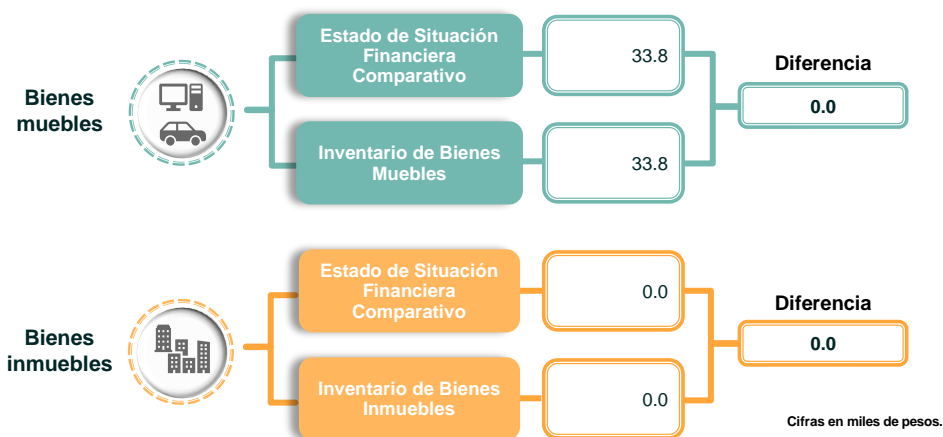 Bienes
muebles
Estado de Situación
Financiera
Comparativo
33.8
Inventario de Bienes
Muebles
33.8
Diferencia
0.0
Bienes
inmuebles
Estado de Situación
Financiera
Comparativo
0.0
Inventario de Bienes
Inmuebles
0.0
Diferencia
0.0
Cifras en miles de pesos.